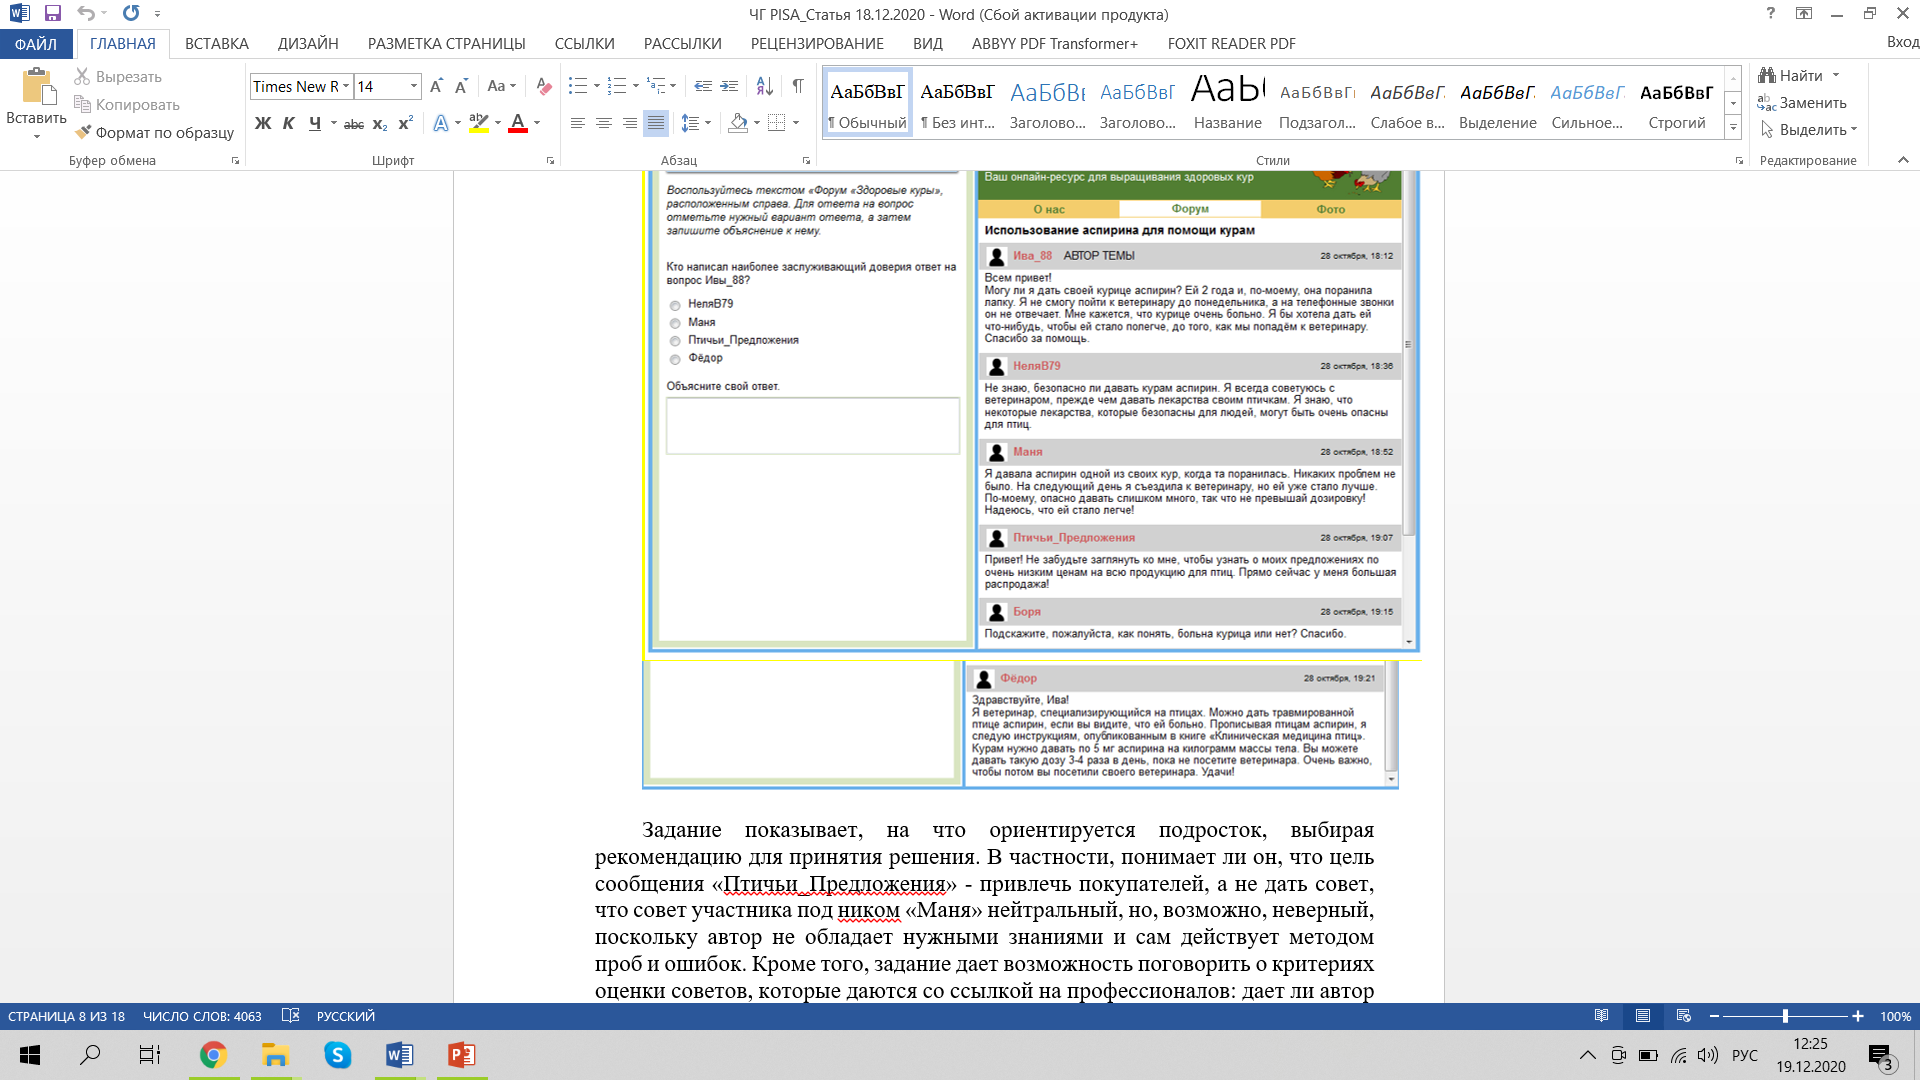 ЧГ PISA_Статья 18.12.2020 - Word (Сбой активации продукта)
ФАЙЛ ГЛАВНАЯ ВСТАВКА ДИЗАЙН РАЗМЕТКА СТРАНИЦЫ ССЫЛКИ РАССЫЛКИ РЕЦЕНЗИРОВАНИЕ ВИД ABBYY PDF Transformer+ FOXIT READER PDF Вход
Вставить
Вырезать
Копировать
Формат по образцу
Буфер обмена
Times New R 14
Ж К Ч abc x₂ x²
Шрифт
Абзац
АаБбВвГ АаБбВвГ АаБбВв АаБбВвГ АаБ АаБбВвГ АаБбВвГ АаБбВвГ АаБбВвГ АаБбВвГ
¶ Обычный ¶ Без инт... Заголово... Заголово... Название Подзагол... Слабое в... Выделение Сильное... Строгий
Стили
Найти
Заменить
Выделить
Редактирование
Воспользуйтесь текстом «Форум «Здоровые куры»,
расположенным справа. Для ответа на вопрос
отметьте нужный вариант ответа, а затем
запишите объяснение к нему.
Кто написал наиболее заслуживающий доверия ответ на
вопрос Ивы_88?
НеляВ79
Маня
Птичьи_Предложения
Фёдор
Объясните свой ответ.
Ваш онлайн-ресурс для выращивания здоровых кур
О нас Форум Фото
Использование аспирина для помощи курам
Ива_88 АВТОР ТЕМЫ 28 октября, 18:12
Всем привет!
Могу ли я дать своей курице аспирин? Ей 2 года и, по-моему, она поранила
лапку. Я не смогу пойти к ветеринару до понедельника, а на телефонные звонки
он не отвечает. Мне кажется, что курице очень больно. Я бы хотела дать ей
что-нибудь, чтобы ей стало полегче, до того, как мы попадём к ветеринару.
Спасибо за помощь.
НеляВ79 28 октября, 18:36
Не знаю, безопасно ли давать курам аспирин. Я всегда советуюсь с
ветеринаром, прежде чем давать лекарства своим птичкам. Я знаю, что
некоторые лекарства, которые безопасны для людей, могут быть очень опасны
для птиц.
Маня 28 октября, 18:52
Я давала аспирин одной из своих кур, когда та поранилась. Никаких проблем не
было. На следующий день я съездила к ветеринару, но ей уже стало лучше.
По-моему, опасно давать слишком много, так что не превышай дозировку!
Надеюсь, что ей стало легче!
Птичьи_Предложения 28 октября, 19:07
Привет! Не забудьте заглянуть ко мне, чтобы узнать о моих предложениях по
очень низким ценам на всю продукцию для птиц. Прямо сейчас у меня большая
распродажа!
Боря 28 октября, 19:15
Подскажите, пожалуйста, как понять, больна курица или нет? Спасибо.
Фёдор 28 октября, 19:21
Здравствуйте, Ива!
Я ветеринар, специализирующийся на птицах. Можно дать травмированной
птице аспирин, если вы видите, что ей больно. Прописывая птицам аспирин, я
следую инструкциям, опубликованным в книге «Клиническая медицина птиц».
Курам нужно давать по 5 мг аспирина на килограмм массы тела. Вы можете
давать такую дозу 3-4 раза в день, пока не посетите ветеринара. Очень важно,
чтобы потом вы посетили своего ветеринара. Удачи!
Задание показывает, на что ориентируется подросток, выбирая
рекомендацию для принятия решения. В частности, понимает ли он, что цель
сообщения «Птичьи_Предложения» - привлечь покупателей, а не дать совет,
что совет участника под ником «Маня» нейтральный, но, возможно, неверный,
поскольку автор не обладает нужными знаниями и сам действует методом
проб и ошибок. Кроме того, задание дает возможность поговорить о критериях
оценки советов, которые даются со ссылкой на профессионалов: дает ли автор
СТРАНИЦА 8 ИЗ 18 ЧИСЛО СЛОВ: 4063 РУССКИЙ 100%
РУС
12:25
19.12.2020
3